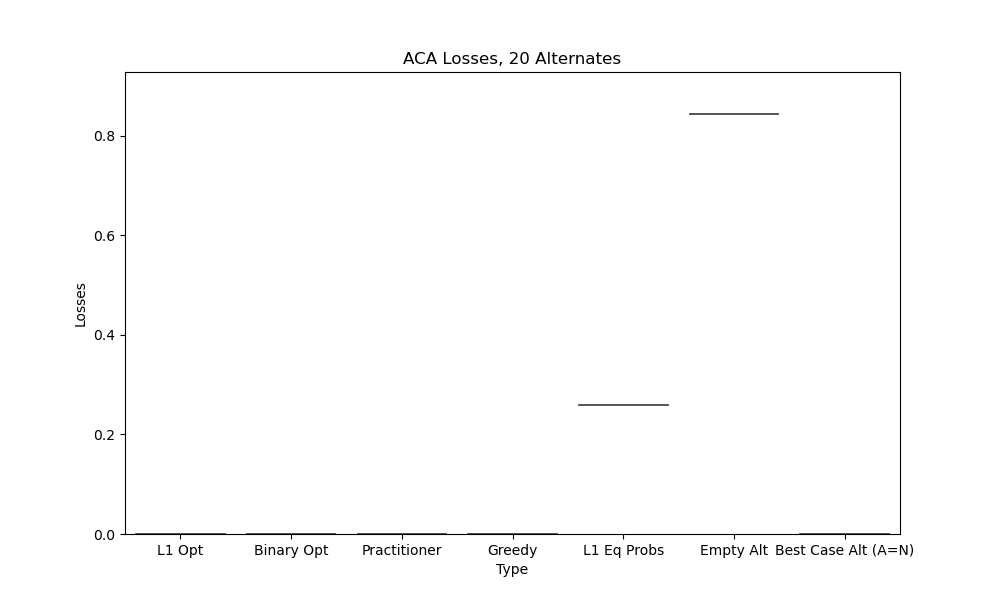 ACA Losses, 20 Alternates
0.8
0.6
0.4
0.2
0.0
Losses
L1 Opt Binary Opt Practitioner Greedy L1 Eq Probs Empty Alt Best Case Alt (A=N)
Type